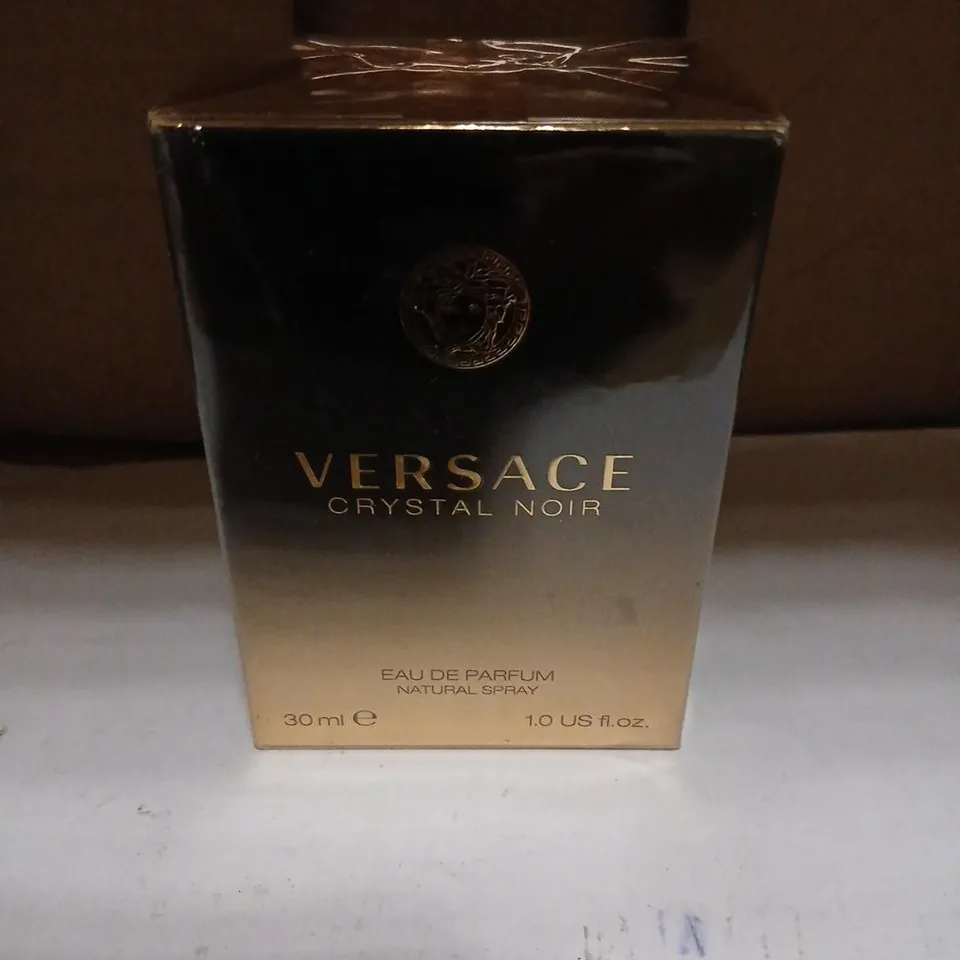 VERSACE
CRYSTAL NOIR
EAU DE PARFUM
NATURAL SPRAY
30 ml ℮ 1.0 US fl.oz.